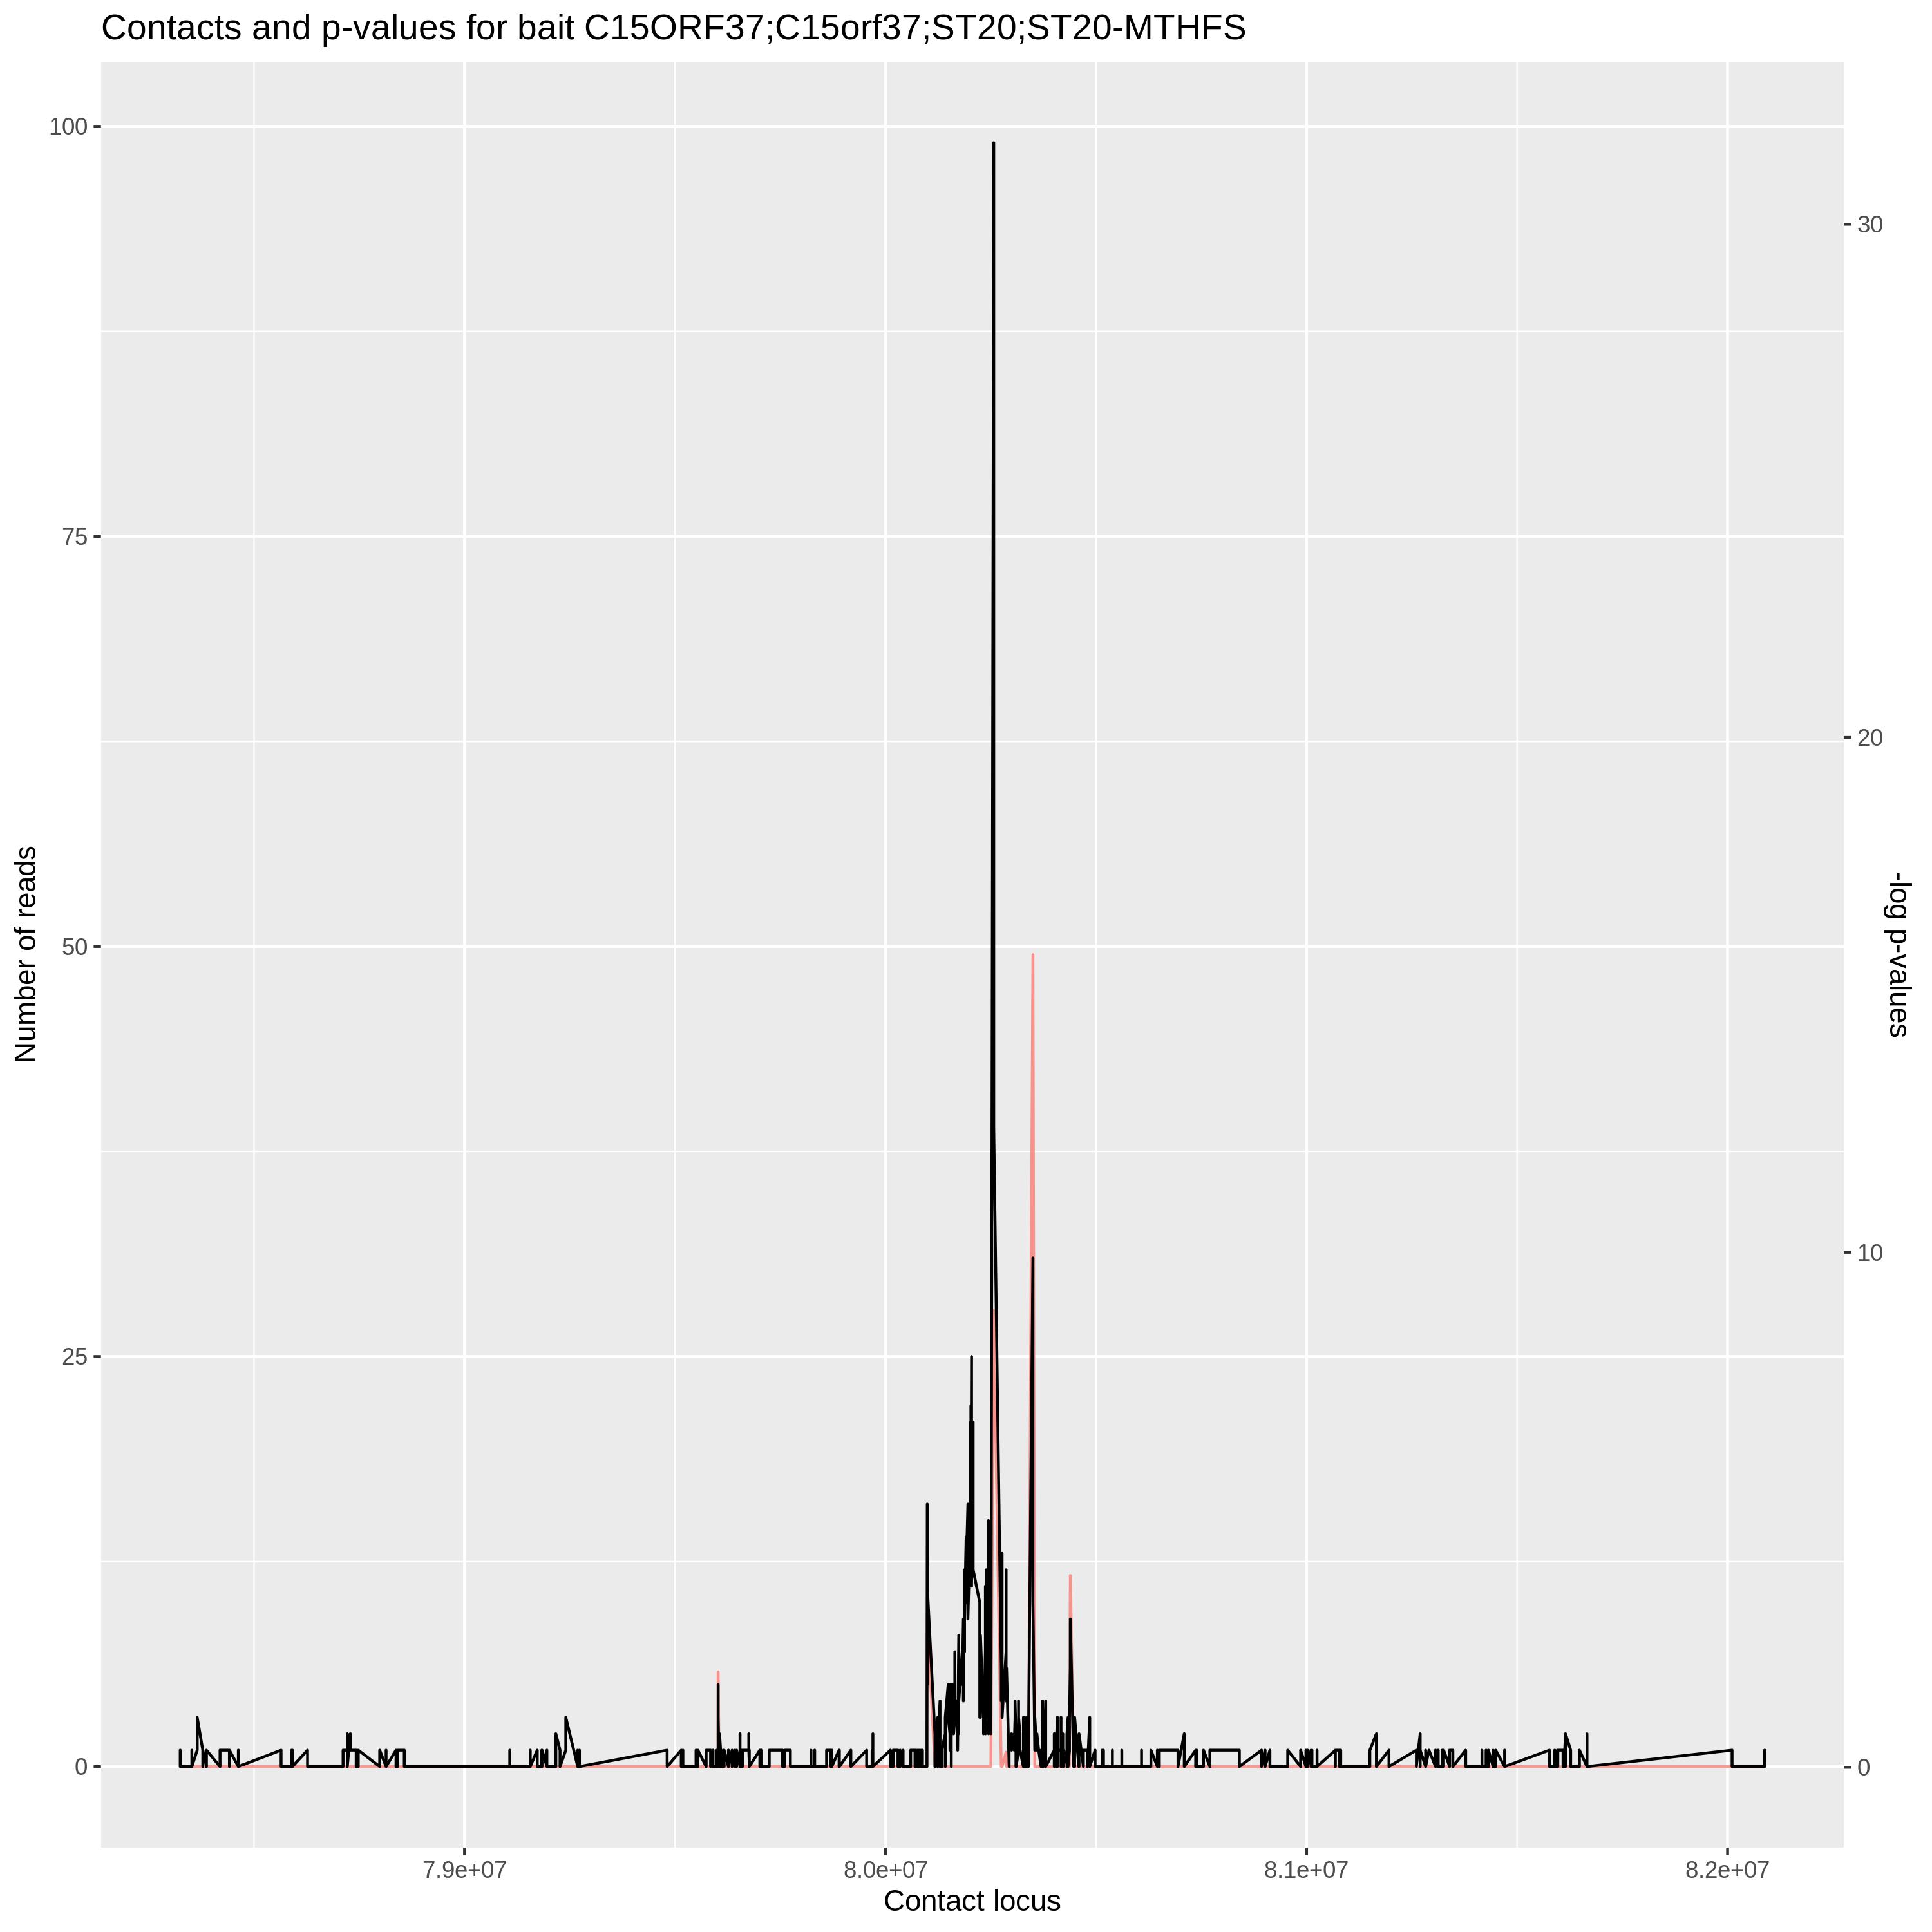 Contacts and p-values for bait C15ORF37;C15orf37;ST20;ST20-MTHFS
100
75
50
25
0
Number of reads
30
20
10
0
-log p-values
7.9e+07
8.0e+07
8.1e+07
8.2e+07
Contact locus